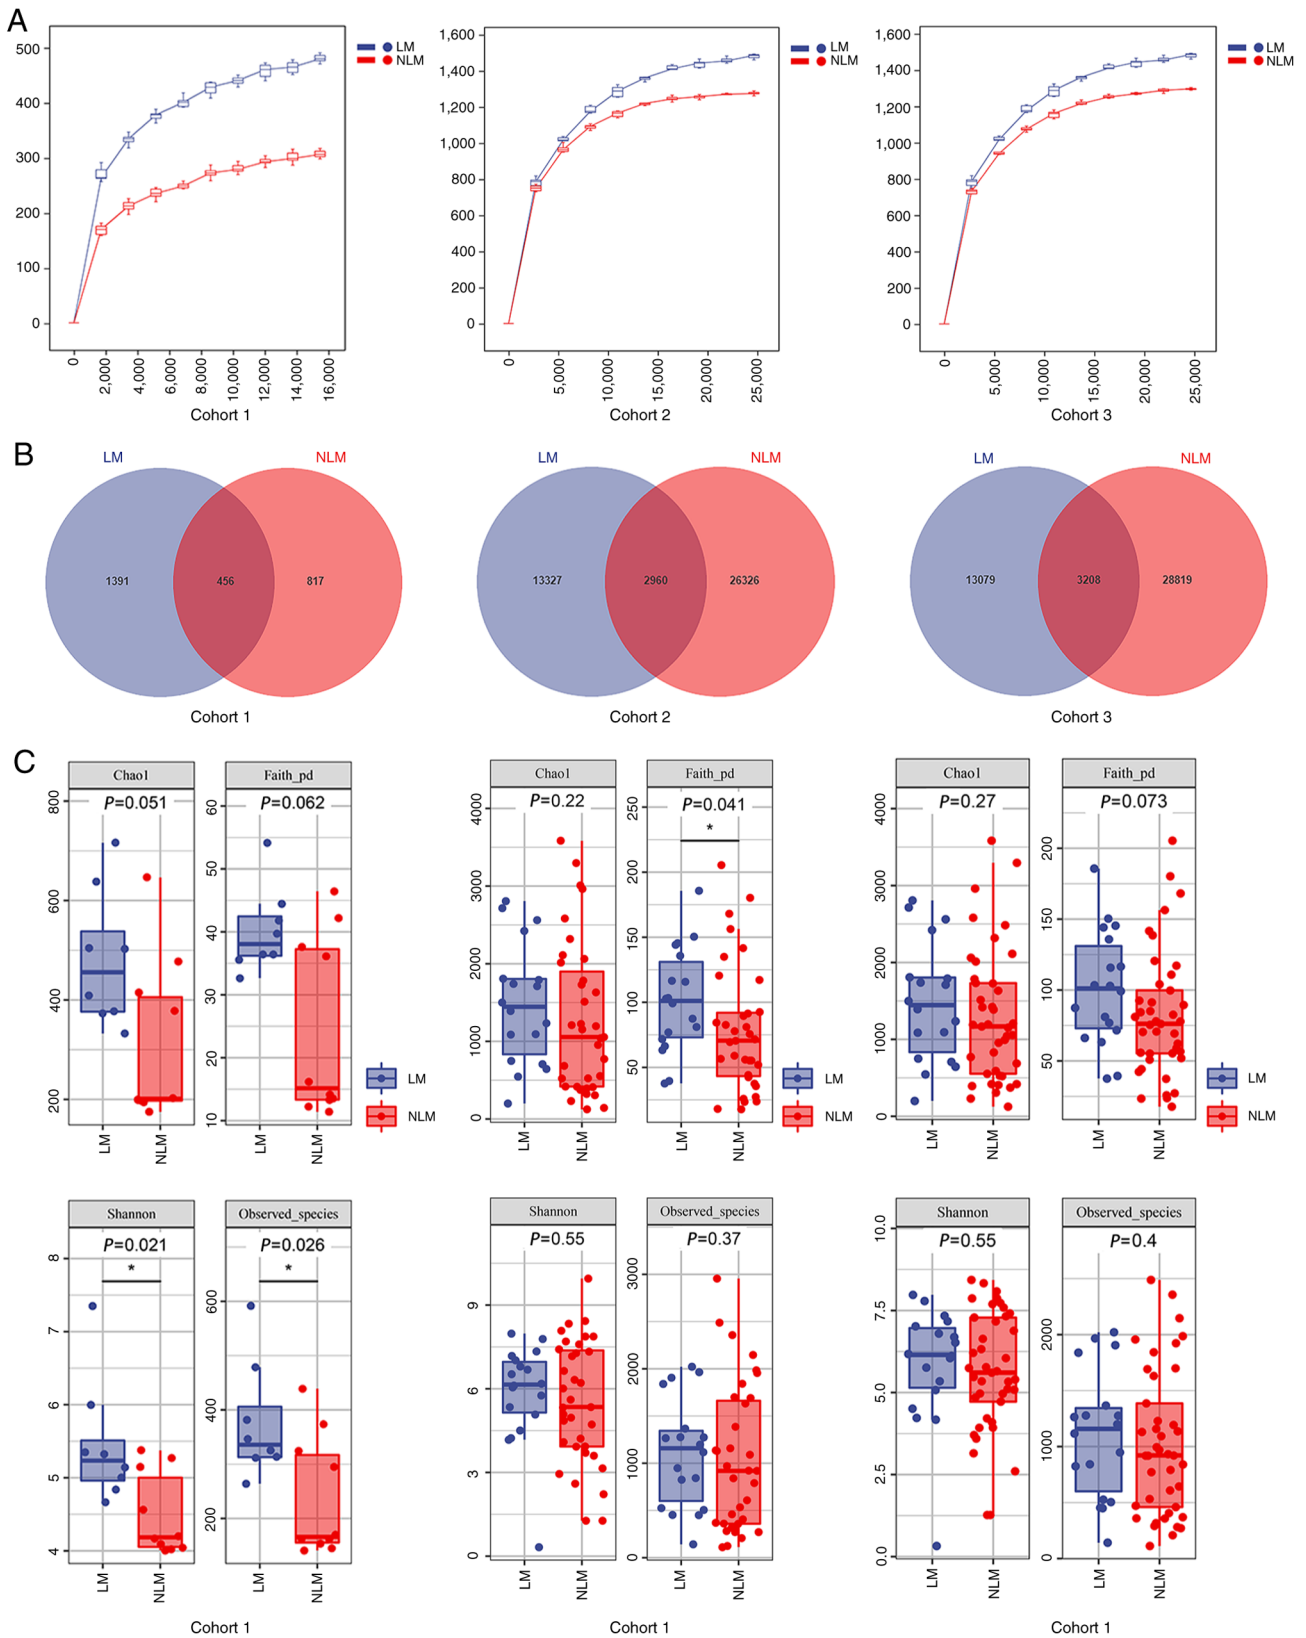 A
500
400
300
200
100
0
0
2,000
4,000
6,000
8,000
10,000
12,000
14,000
16,000
LM
NLM
Cohort 1
1,600
1,400
1,200
1,000
800
600
400
200
0
0
5,000
10,000
15,000
20,000
25,000
LM
NLM
Cohort 2
1,600
1,400
1,200
1,000
800
600
400
200
0
0
5,000
10,000
15,000
20,000
25,000
LM
NLM
Cohort 3
B
LM
NLM
1391
456
817
Cohort 1
LM
NLM
13327
2960
26326
Cohort 2
LM
NLM
13079
3208
28819
Cohort 3
C
Chao1
P=0.051
800
600
400
200
LM
NLM
Faith_pd
P=0.062
60
50
40
30
20
10
LM
NLM
LM
NLM
Chao1
P=0.22
4000
3000
2000
1000
0
LM
NLM
Faith_pd
P=0.041
*
250
200
150
100
50
LM
NLM
LM
NLM
Chao1
P=0.27
4000
3000
2000
1000
0
LM
NLM
Faith_pd
P=0.073
200
150
100
50
LM
NLM
LM
NLM
Shannon
P=0.021
*
8
7
6
5
4
LM
NLM
Observed_species
P=0.026
*
600
400
200
LM
NLM
Cohort 1
Shannon
P=0.55
9
6
3
0
LM
NLM
Observed_species
P=0.37
3000
2000
1000
0
LM
NLM
Cohort 1
Shannon
P=0.55
10.0
7.5
5.0
2.5
0.0
LM
NLM
Observed_species
P=0.4
2000
1000
0
LM
NLM
Cohort 1